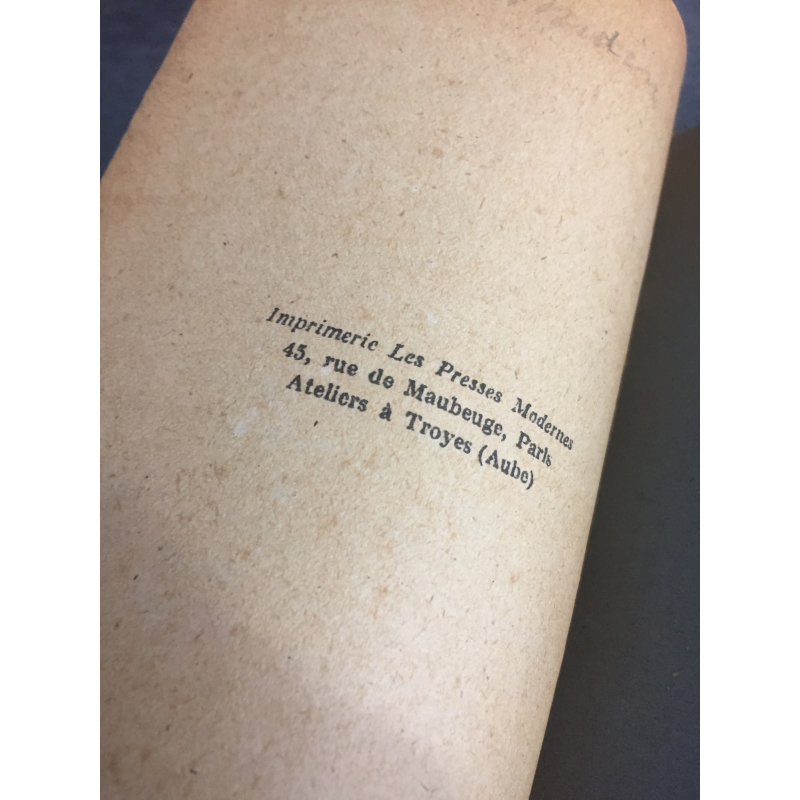 Imprimerie Les Presses Modernes
45, rue de Maubeuge, Paris
Ateliers à Troyes (Aube)